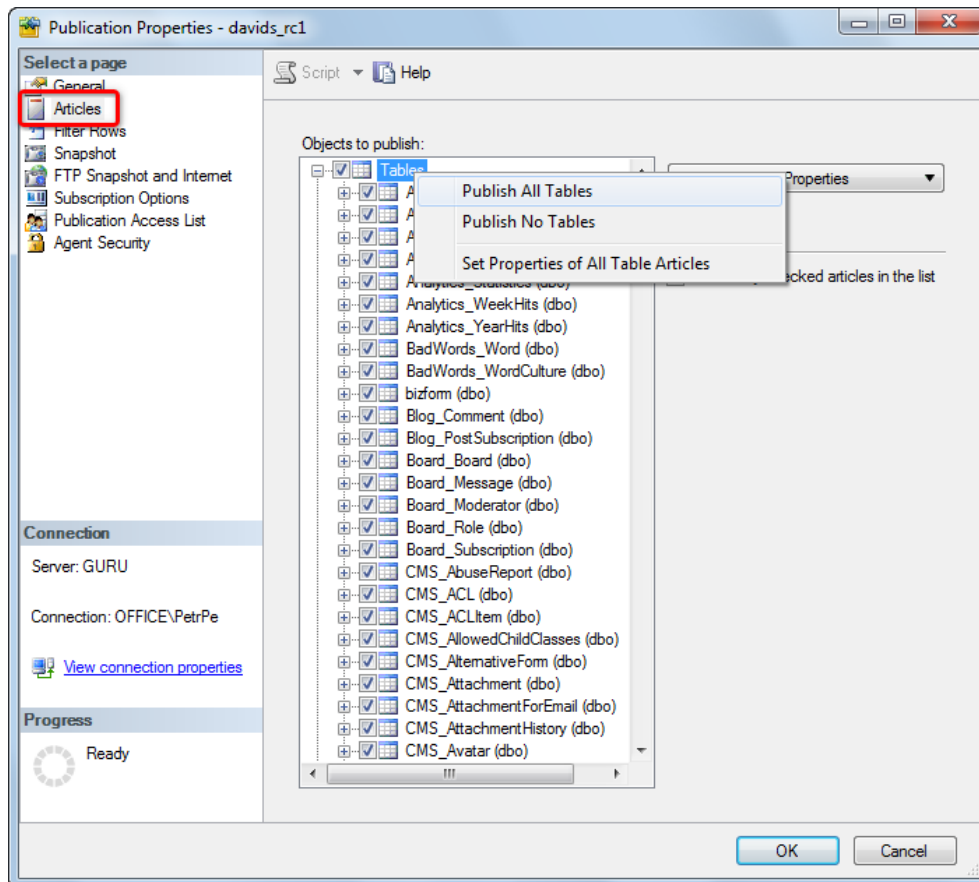 Publication Properties - davids_rc1
Select a page
General
Articles
Filter Rows
Snapshot
FTP Snapshot and Internet
Subscription Options
Publication Access List
Agent Security
Connection
Server: GURU
Connection: OFFICE\PetrPe
View connection properties
Progress
Ready
Script
Help
Objects to publish:
Tables
A
A
A
A
Analytics_Statistics (dbo)
Analytics_WeekHits (dbo)
Analytics_YearHits (dbo)
BadWords_Word (dbo)
BadWords_WordCulture (dbo)
bizform (dbo)
Blog_Comment (dbo)
Blog_PostSubscription (dbo)
Board_Board (dbo)
Board_Message (dbo)
Board_Moderator (dbo)
Board_Role (dbo)
Board_Subscription (dbo)
CMS_AbuseReport (dbo)
CMS_ACL (dbo)
CMS_ACLItem (dbo)
CMS_AllowedChildClasses (dbo)
CMS_AlternativeForm (dbo)
CMS_Attachment (dbo)
CMS_AttachmentForEmail (dbo)
CMS_AttachmentHistory (dbo)
CMS_Avatar (dbo)
Publish All Tables
Publish No Tables
Set Properties of All Table Articles
Properties
ecked articles in the list
OK
Cancel